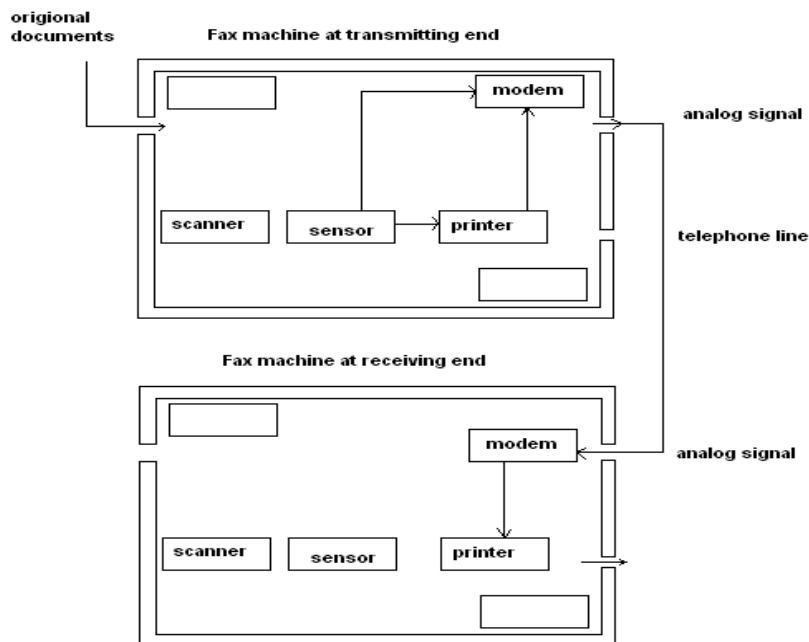 origional
documents
Fax machine at transmitting end
modem
analog signal
scanner
sensor
printer
telephone line
Fax machine at receiving end
modem
analog signal
scanner
sensor
printer